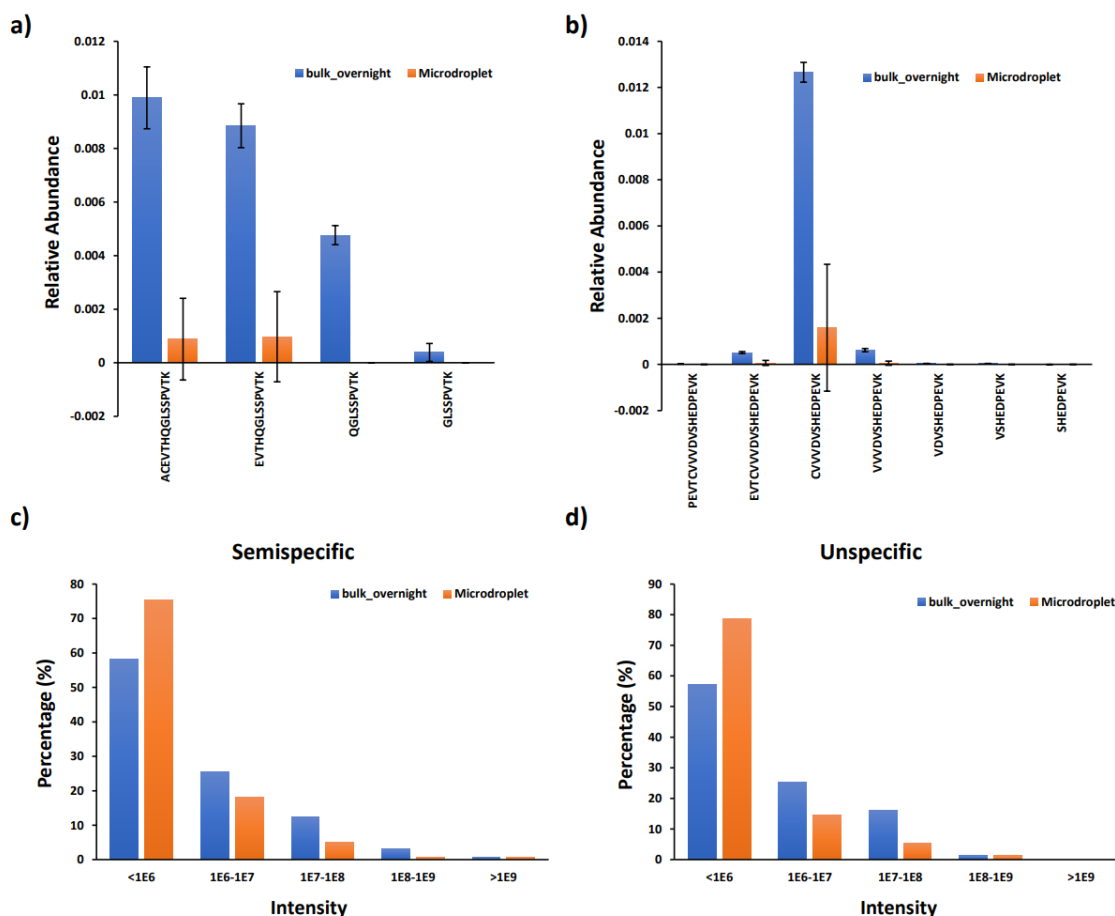 a)
0.012
0.01
0.008
0.006
0.004
0.002
0
-0.002
Relative Abundance
bulk_overnight Microdroplet
ACEVTHQGLSSPVTK
EVTHQGLSSPVTK
QGLSSPVTK
GLSSPVTK
b)
0.014
0.012
0.01
0.008
0.006
0.004
0.002
0
-0.002
Relative Abundance
bulk_overnight Microdroplet
PEVTCVVVDVSHEDPEVK
EVTCVVVDVSHEDPEVK
CVVVDVSHEDPEVK
VVVDVSHEDPEVK
VDVSHEDPEVK
VSHEDPEVK
SHEDPEVK
c)
Semispecific
80
70
60
50
40
30
20
10
0
Percentage (%)
bulk_overnight Microdroplet
<1E6 1E6-1E7 1E7-1E8 1E8-1E9 >1E9
Intensity
d)
Unspecific
90
80
70
60
50
40
30
20
10
0
Percentage (%)
bulk_overnight Microdroplet
<1E6 1E6-1E7 1E7-1E8 1E8-1E9 >1E9
Intensity